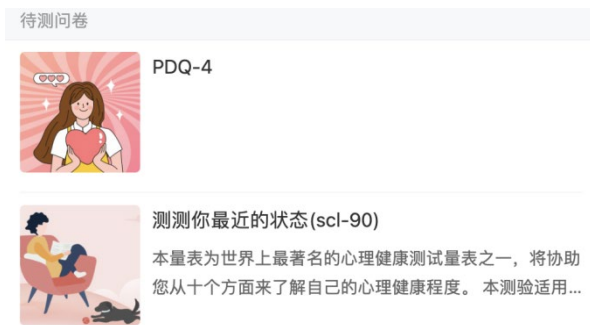 待测问卷
PDQ-4
测测你最近的状态(scl-90)
本量表为世界上最著名的心理健康测试量表之一，将协助
您从十个方面来了解自己的心理健康程度。 本测验适用...